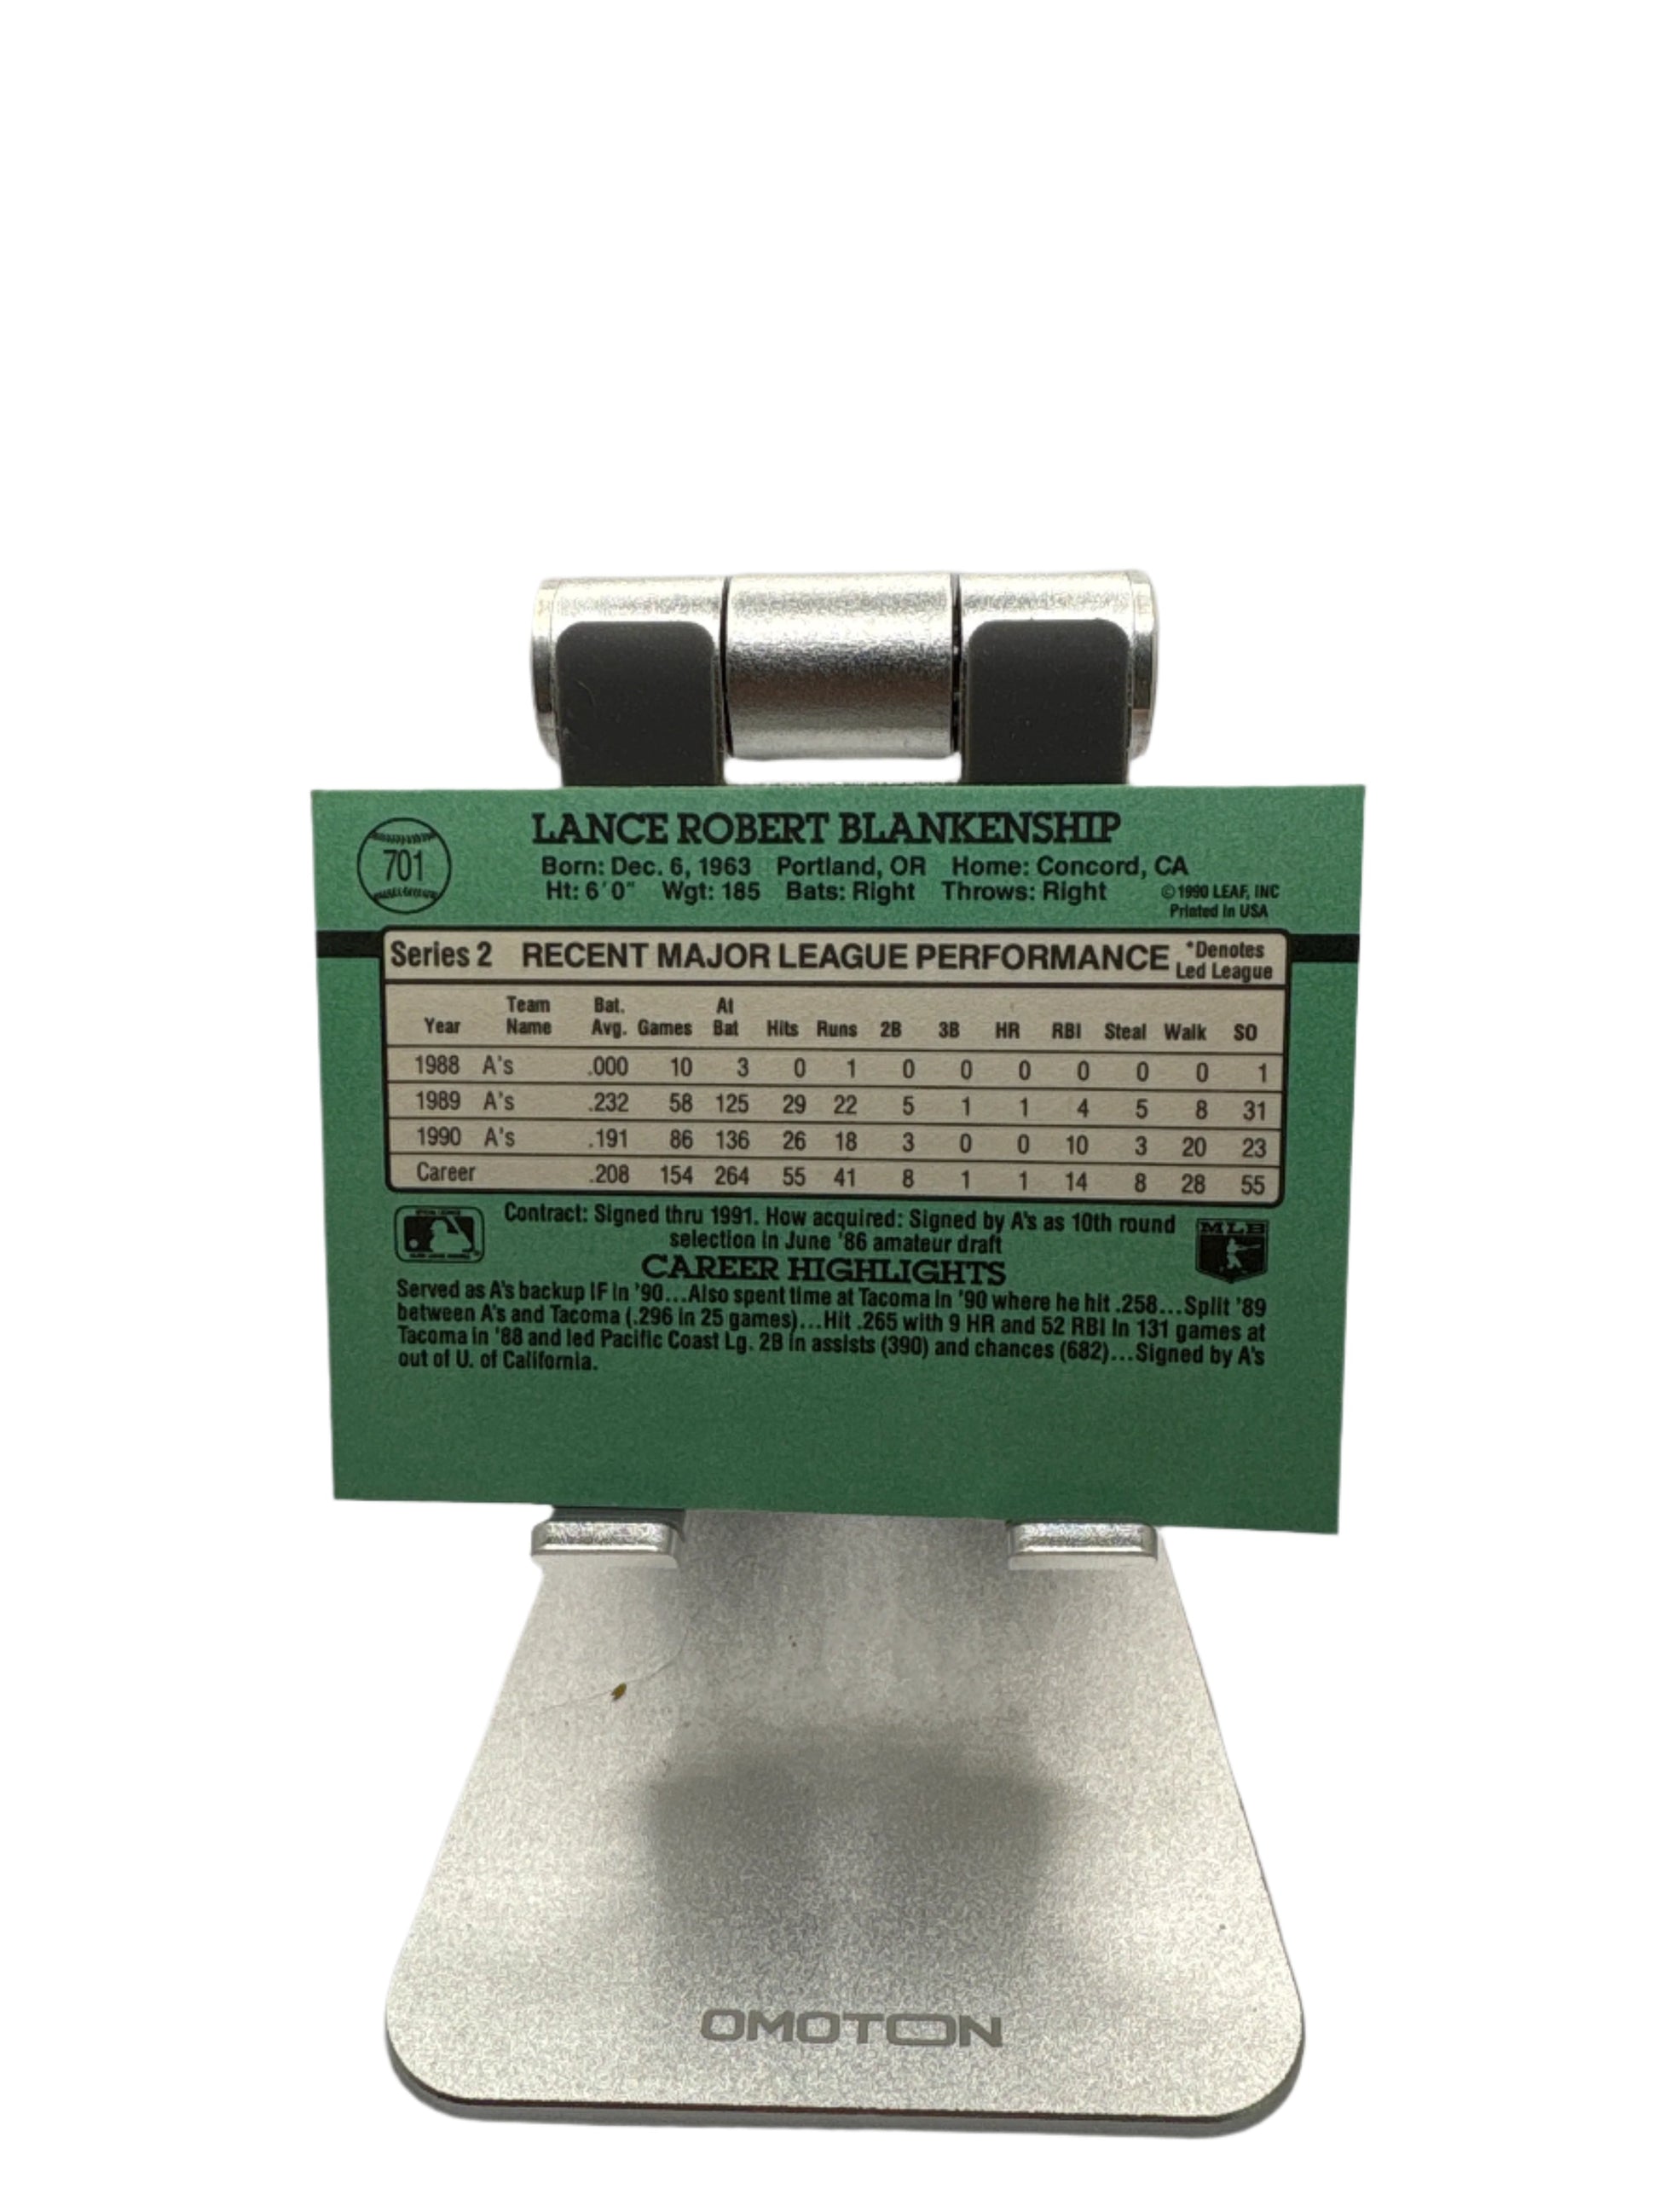 701
LANCE ROBERT BLANKENSHIP
Born: Dec. 6, 1963 Portland, OR Home: Concord, CA
Ht: 6'0" Wgt: 185 Bats: Right Throws: Right
©1990 LEAF, INC
Printed in USA
Series 2 RECENT MAJOR LEAGUE PERFORMANCE *Denotes Led League
Year Team Name Bat. Avg. Games At Bat Hits Runs 2B 3B HR RBI Steal Walk SO
1988 A's .000 10 3 0 1 0 0 0 0 0 0 1
1989 A's .232 58 125 29 22 5 1 1 4 5 8 31
1990 A's .191 86 136 26 18 3 0 0 10 3 20 23
Career .208 154 264 55 41 8 1 1 14 8 28 55
Contract: Signed thru 1991. How acquired: Signed by A's as 10th round
selection in June '86 amateur draft
MLB
CAREER HIGHLIGHTS
Served as A's backup IF in '90...Also spent time at Tacoma in '90 where he hit .258...Split '89
between A's and Tacoma (.296 in 25 games)...Hit .265 with 9 HR and 52 RBI in 131 games at
Tacoma in '88 and led Pacific Coast Lg. 2B in assists (390) and chances (682)...Signed by A's
out of U. of California.
OMOTON